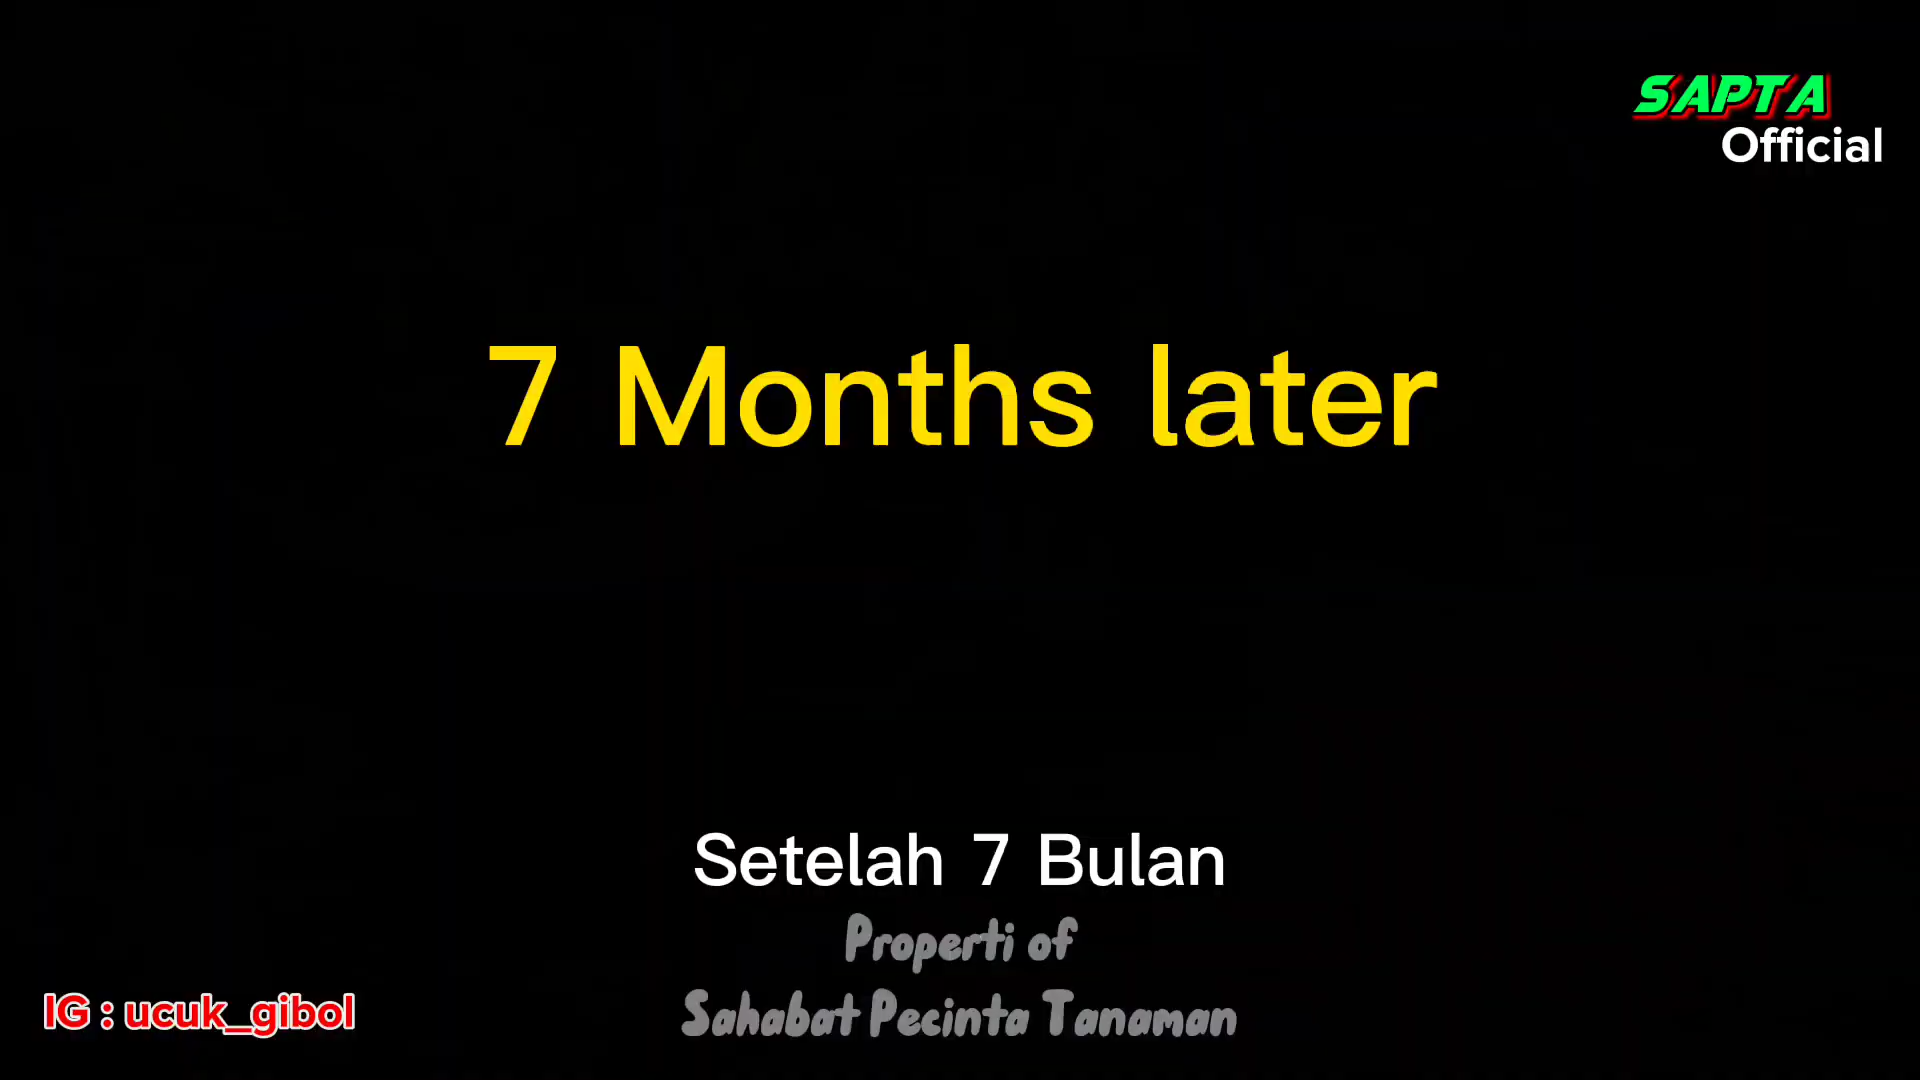 SAPTA
Official
7 Months later
Setelah 7 Bulan
Properti of
Sahabat Pecinta Tanaman
IG : ucuk_gibol